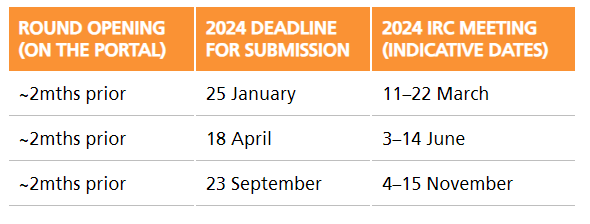 ROUND OPENING 2024 DEADLINE 2024 IRC MEETING
(ON THE PORTAL) FOR SUBMISSION (INDICATIVE DATES)
~2mths prior 25 January 11–22 March
~2mths prior 18 April 3–14 June
~2mths prior 23 September 4–15 November